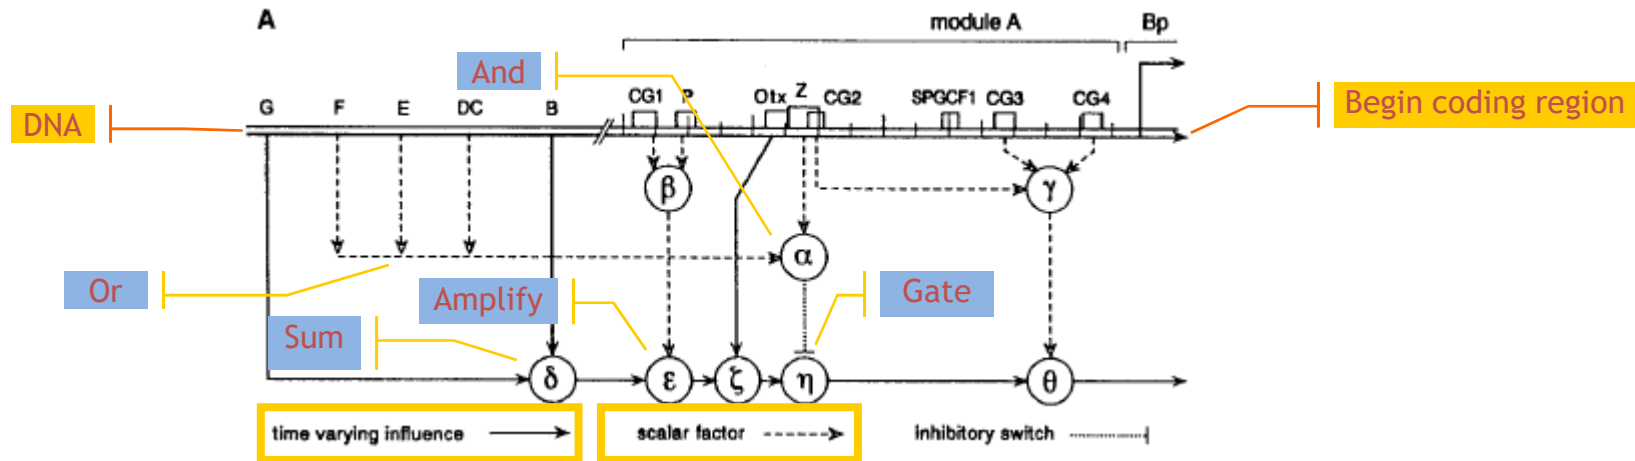 A
module A
Bp
And
G F E DC B CG1 P Otx Z CG2 SPGCF1 CG3 CG4
DNA
Begin coding region
β
γ
α
Or
Amplify
Gate
Sum
δ ε ζ η θ
time varying influence
scalar factor
inhibitory switch